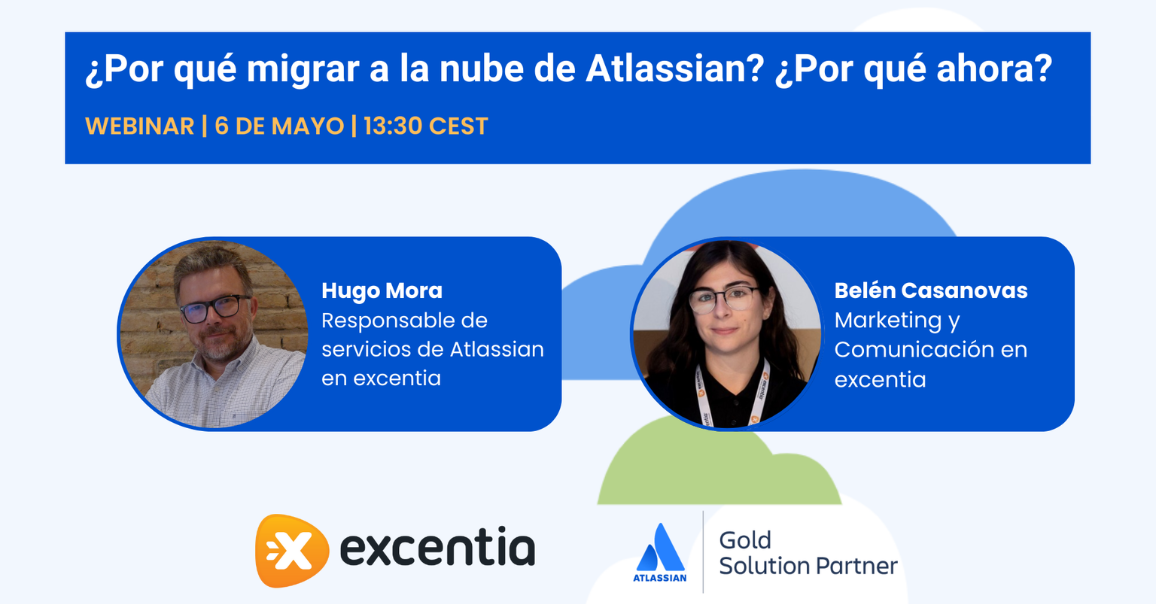 ¿Por qué migrar a la nube de Atlassian? ¿Por qué ahora?
WEBINAR | 6 DE MAYO | 13:30 CEST
Hugo Mora
Responsable de
servicios de Atlassian
en excentia
Belén Casanovas
Marketing y
Comunicación en
excentia
excentia
ATLASSIAN
Gold
Solution Partner